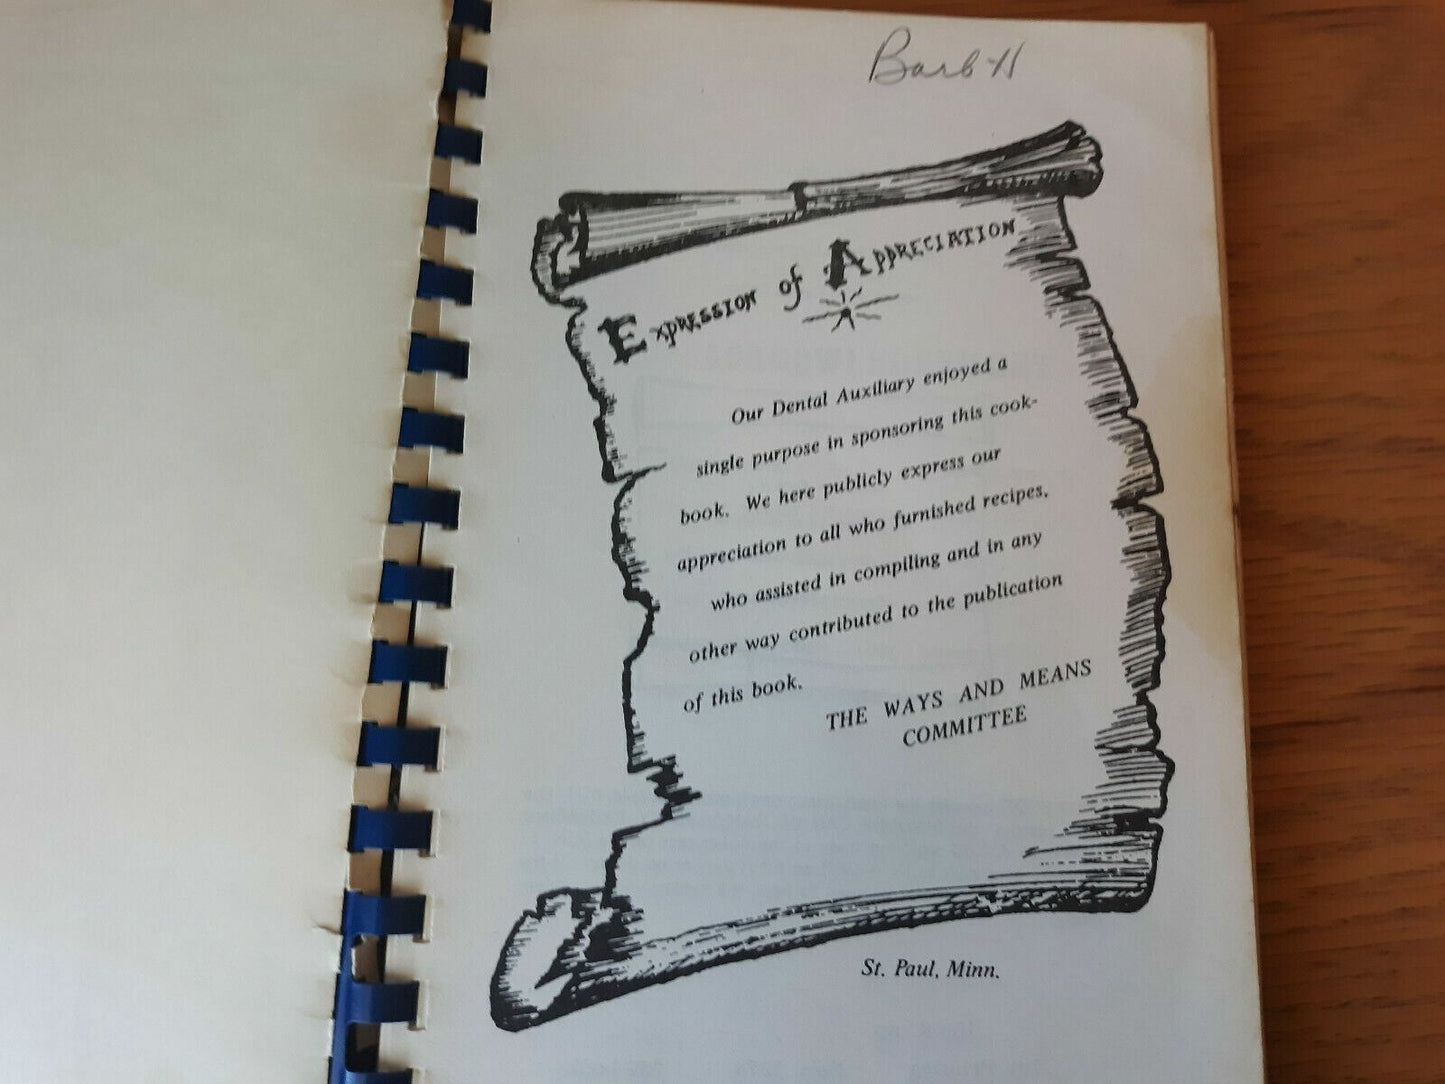 Barb H
Expression of Appreciation
Our Dental Auxiliary enjoyed a
single purpose in sponsoring this cook-
book. We here publicly express our
appreciation to all who furnished recipes,
who assisted in compiling and in any
other way contributed to the publication
of this book.
THE WAYS AND MEANS
COMMITTEE
St. Paul, Minn.